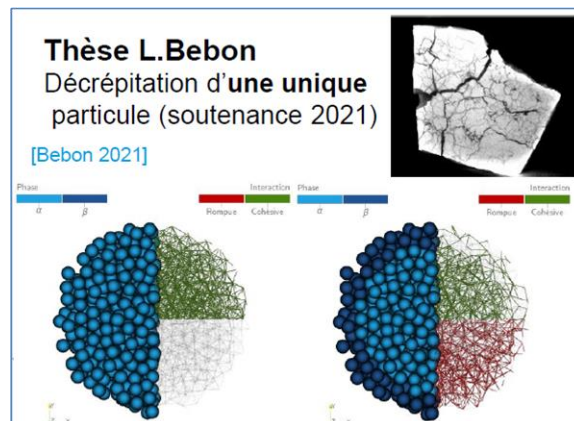 Thèse L.Bebon
Décrépitation d'une unique
particule (soutenance 2021)
[Bebon 2021]
Phase
α β
Interaction
Rompue Cohésive
Phase
α β
Interaction
Rompue Cohésive